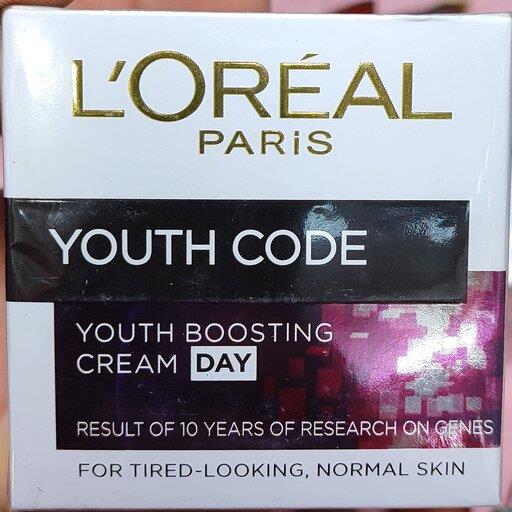 L'ORÉAL
PARiS
YOUTH CODE
YOUTH BOOSTING
CREAM DAY
RESULT OF 10 YEARS OF RESEARCH ON GENES
FOR TIRED-LOOKING, NORMAL SKIN